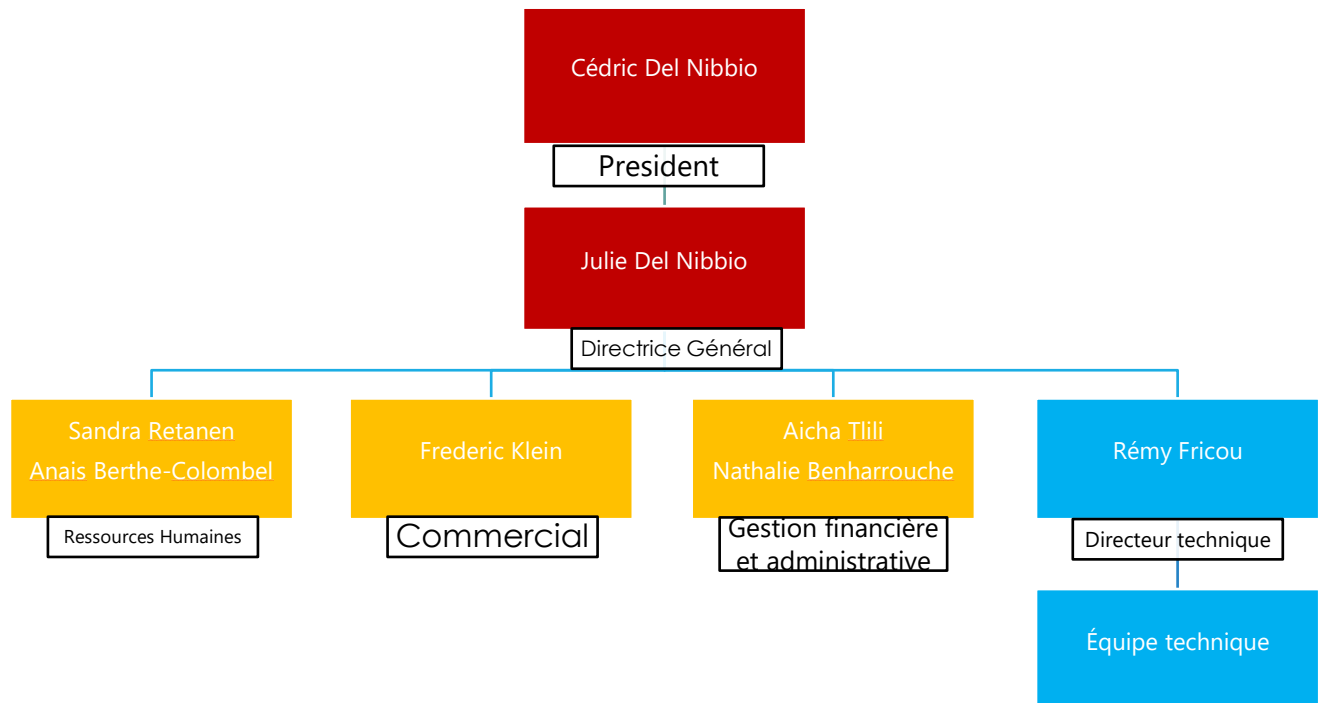 Cédric Del Nibbio
President
Julie Del Nibbio
Directrice Général
Sandra Retanen
Anais Berthe-Colombel
Ressources Humaines
Frederic Klein
Commercial
Aicha Tlili
Nathalie Benharrouche
Gestion financière
et administrative
Rémy Fricou
Directeur technique
Équipe technique